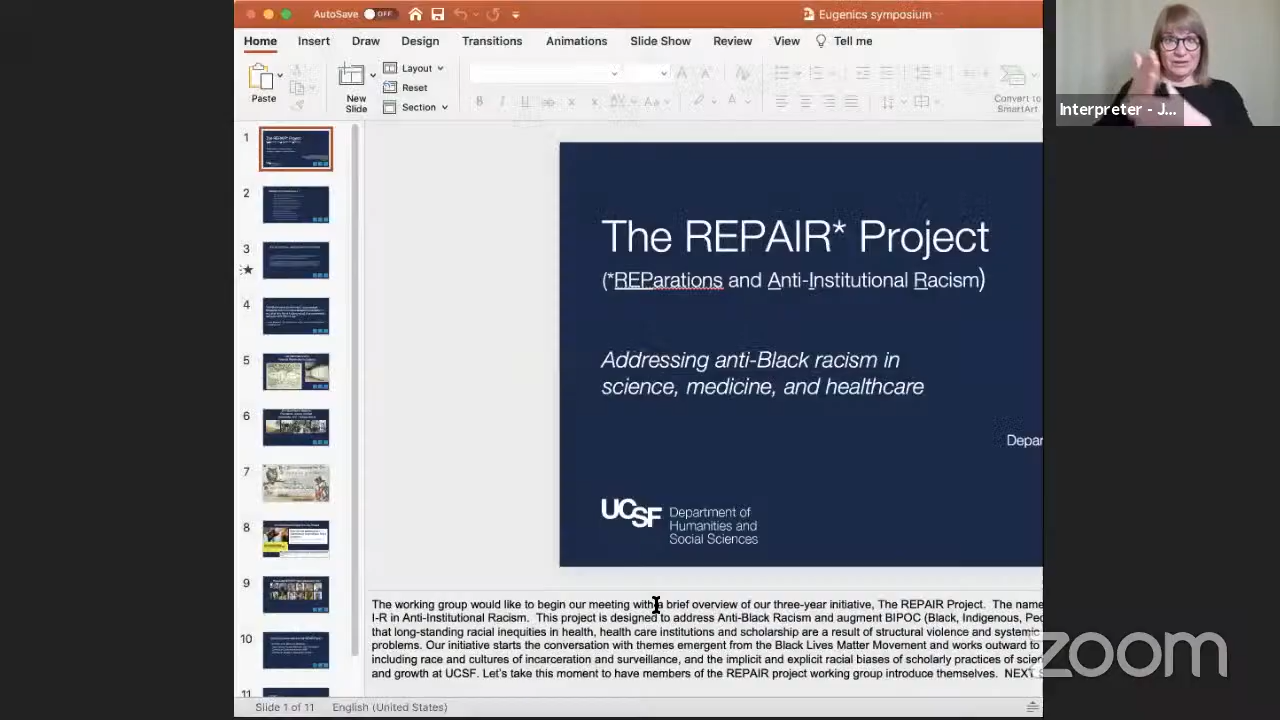 AutoSave OFF
Eugenics symposium
Home Insert Draw Design Transitions Animations Slide Show Review View Tell me
Paste
New
Slide
Layout
Reset
Section
Convert to
SmartArt
Interpreter - J...
1
2
3
4
5
6
7
8
9
10
11
The REPAIR* Project
(*REParations and Anti-Institutional Racism)
Addressing anti-Black racism in
science, medicine, and healthcare
Depar
UCSF
Department of
Humanities and
Social Sciences
The working group would like to begin our meeting with a brief overview of our three-year initiative, The REPAIR Project. The name
I-R in Anti-Institutional Racism. This project is designed to address Anti-Black Racism and augment BIPOC (Black, Indigenous, Peo
that long-standing racial inequities in health, health care institutions, and scholarship are a result of structural violence and systemic
problems. Our initiative starts the conversation with themes emergent in the Black Lives Matter Movement and works outward to
including race and cultures of incarceration and surveillance, and the implicit and explicit racial biases of scholarly practices of scien
and growth at UCSF. Let's take this moment to have members of the REPAIR project working group introduce themselves. NEXT S
zoom
Slide 1 of 11 English (United States)